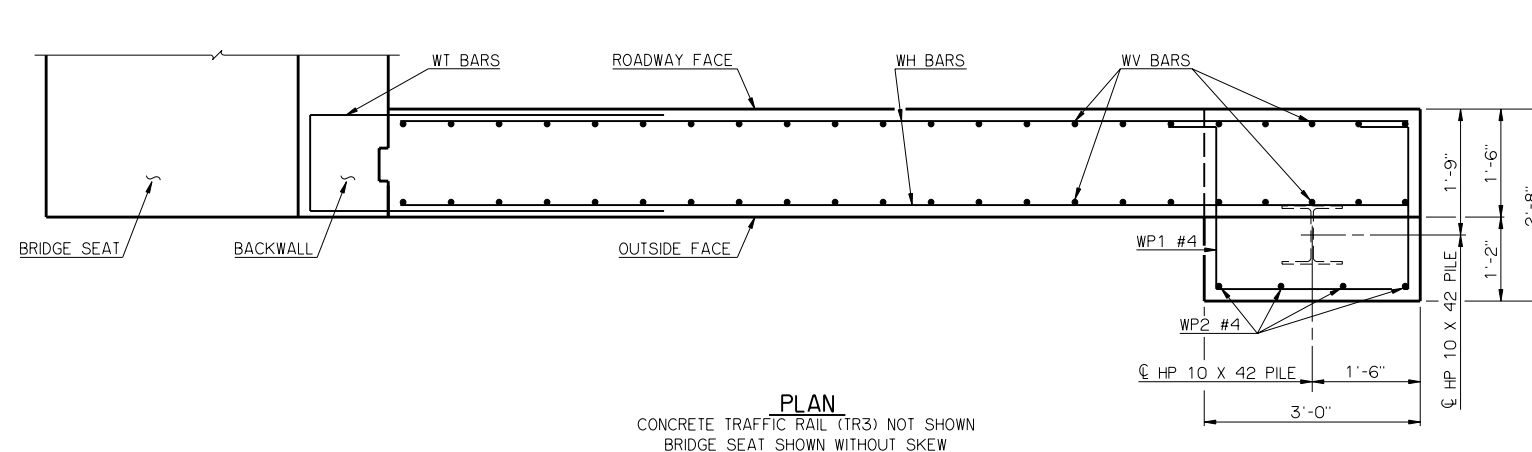 WT BARS
ROADWAY FACE
WH BARS
WV BARS
BRIDGE SEAT
BACKWALL
OUTSIDE FACE
WP1 #4
WP2 #4
1'-9"
1'-6"
2'-8"
1'-2"
℄ HP 10 X 42 PILE
℄ HP 10 X 42 PILE
1'-6"
3'-0"
PLAN
CONCRETE TRAFFIC RAIL (TR3) NOT SHOWN
BRIDGE SEAT SHOWN WITHOUT SKEW